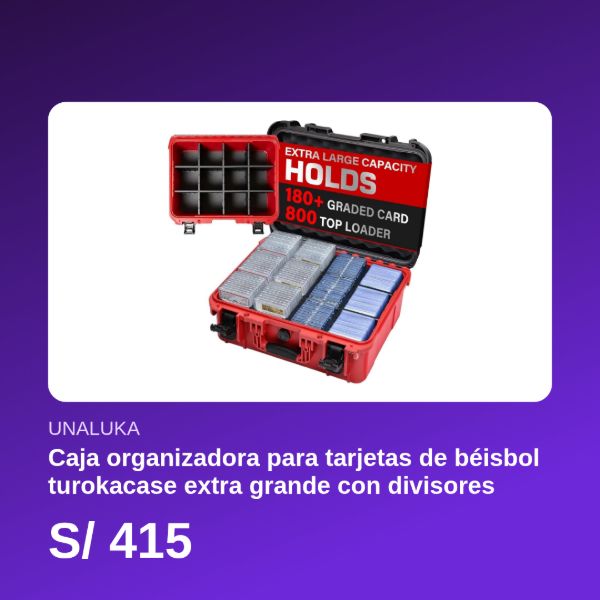 EXTRA LARGE CAPACITY
HOLDS
180+ GRADED CARD
800 TOP LOADER
UNALUKA
Caja organizadora para tarjetas de béisbol
turokacase extra grande con divisores
S/ 415